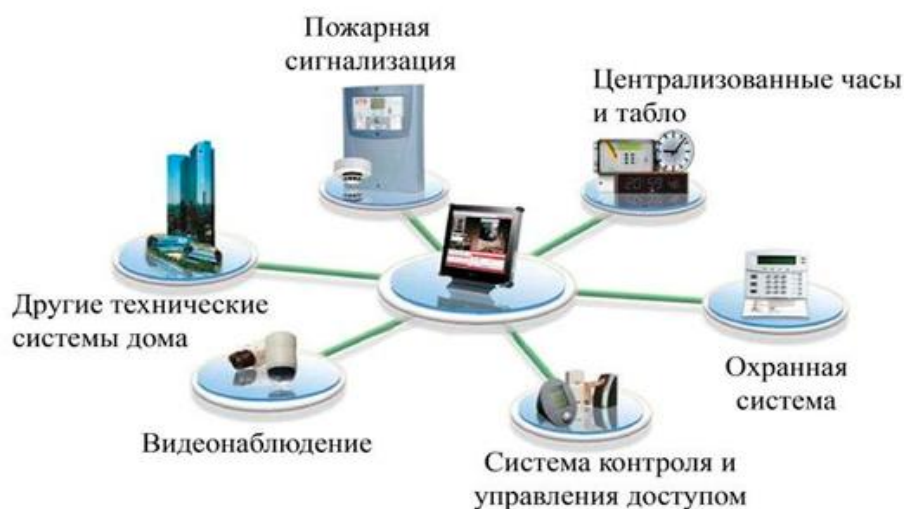 Пожарная
сигнализация
Централизованные часы
и табло
Другие технические
системы дома
Охранная
система
Видеонаблюдение
Система контроля и
управления доступом